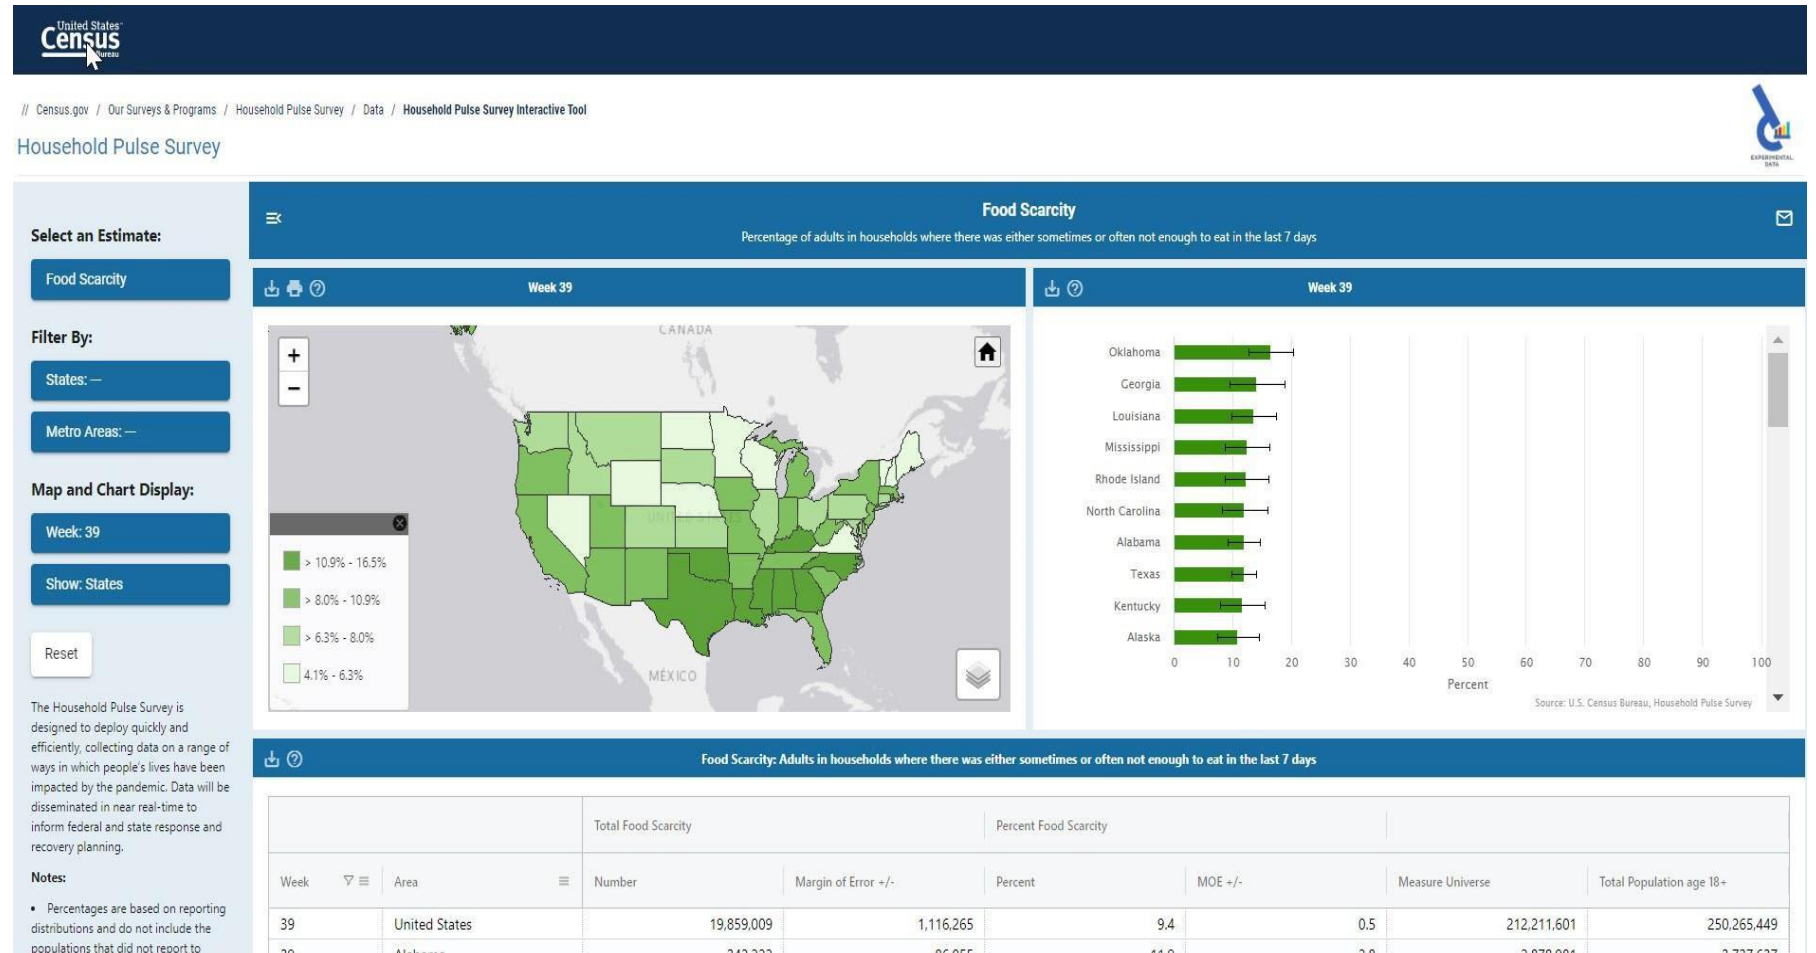 United States™
Census
Bureau
// Census.gov / Our Surveys & Programs / Household Pulse Survey / Data / Household Pulse Survey Interactive Tool
Household Pulse Survey
EXPERIMENTAL
DATA
Select an Estimate:
Food Scarcity
Filter By:
States: —
Metro Areas: —
Map and Chart Display:
Week: 39
Show: States
Reset
The Household Pulse Survey is
designed to deploy quickly and
efficiently, collecting data on a range of
ways in which people's lives have been
impacted by the pandemic. Data will be
disseminated in near real-time to
inform federal and state response and
recovery planning.
Notes:
• Percentages are based on reporting
distributions and do not include the
populations that did not report to
Food Scarcity
Percentage of adults in households where there was either sometimes or often not enough to eat in the last 7 days
Week 39
CANADA
UNITED STATES
MÉXICO
+
−
> 10.9% - 16.5%
> 8.0% - 10.9%
> 6.3% - 8.0%
4.1% - 6.3%
Week 39
Oklahoma
Georgia
Louisiana
Mississippi
Rhode Island
North Carolina
Alabama
Texas
Kentucky
Alaska
0 10 20 30 40 50 60 70 80 90 100
Percent
Source: U.S. Census Bureau, Household Pulse Survey
Food Scarcity: Adults in households where there was either sometimes or often not enough to eat in the last 7 days
Total Food Scarcity Percent Food Scarcity
Week Area Number Margin of Error +/- Percent MOE +/- Measure Universe Total Population age 18+
39 United States 19,859,009 1,116,265 9.4 0.5 212,211,601 250,265,449